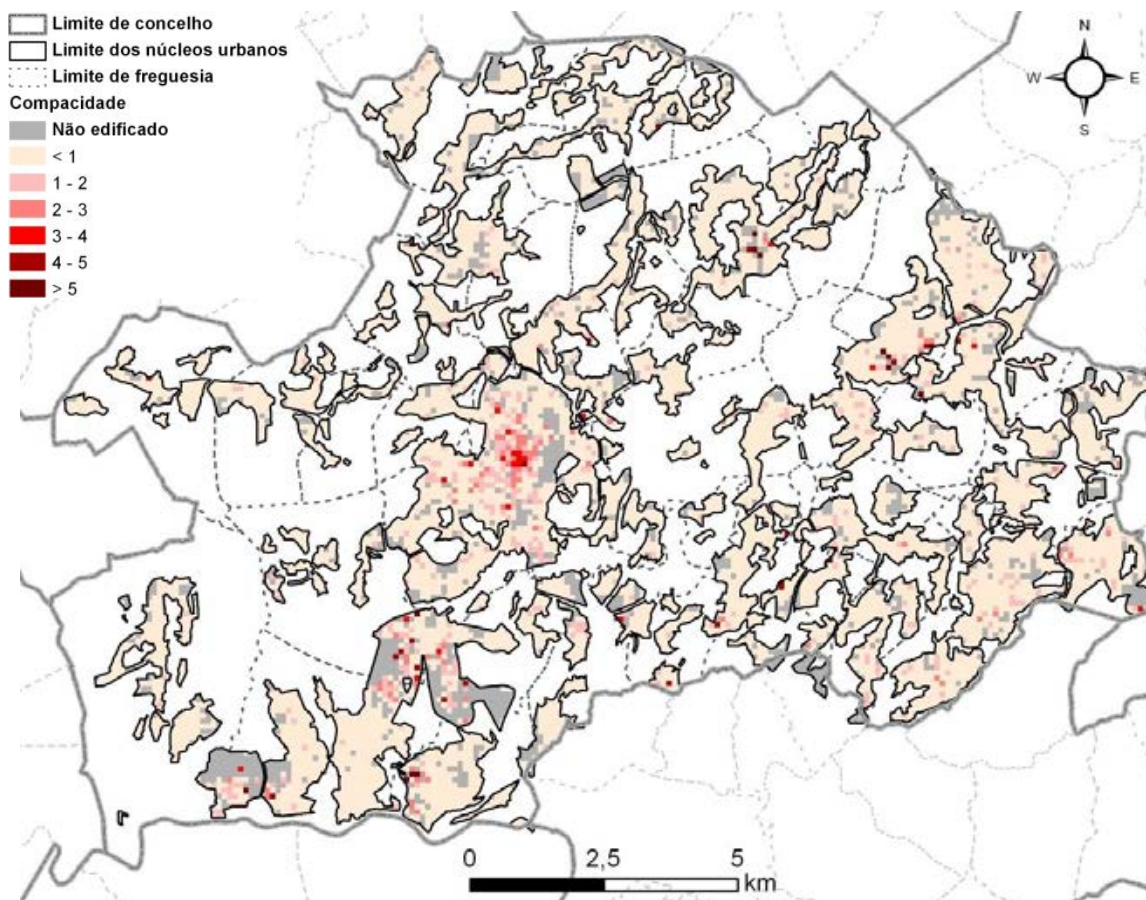 Limite de concelho
Limite dos núcleos urbanos
Limite de freguesia
Compacidade
Não edificado
< 1
1 - 2
2 - 3
3 - 4
4 - 5
> 5
N
W E
S
0 2,5 5
km